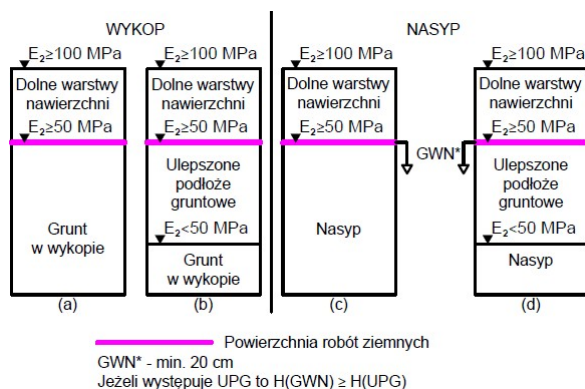 WYKOP
NASYP
E₂≥100 MPa
E₂≥100 MPa
E₂≥100 MPa
E₂≥100 MPa
Dolne warstwy
nawierzchni
Dolne warstwy
nawierzchni
Dolne warstwy
nawierzchni
Dolne warstwy
nawierzchni
E₂≥50 MPa
E₂≥50 MPa
E₂≥50 MPa
E₂≥50 MPa
GWN*
Grunt
w wykopie
Ulepszone
podłoże
gruntowe
E₂<50 MPa
Grunt
w wykopie
Nasyp
Ulepszone
podłoże
gruntowe
E₂<50 MPa
Nasyp
(a)
(b)
(c)
(d)
Powierzchnia robót ziemnych
GWN* - min. 20 cm
Jeżeli występuje UPG to H(GWN) ≥ H(UPG)